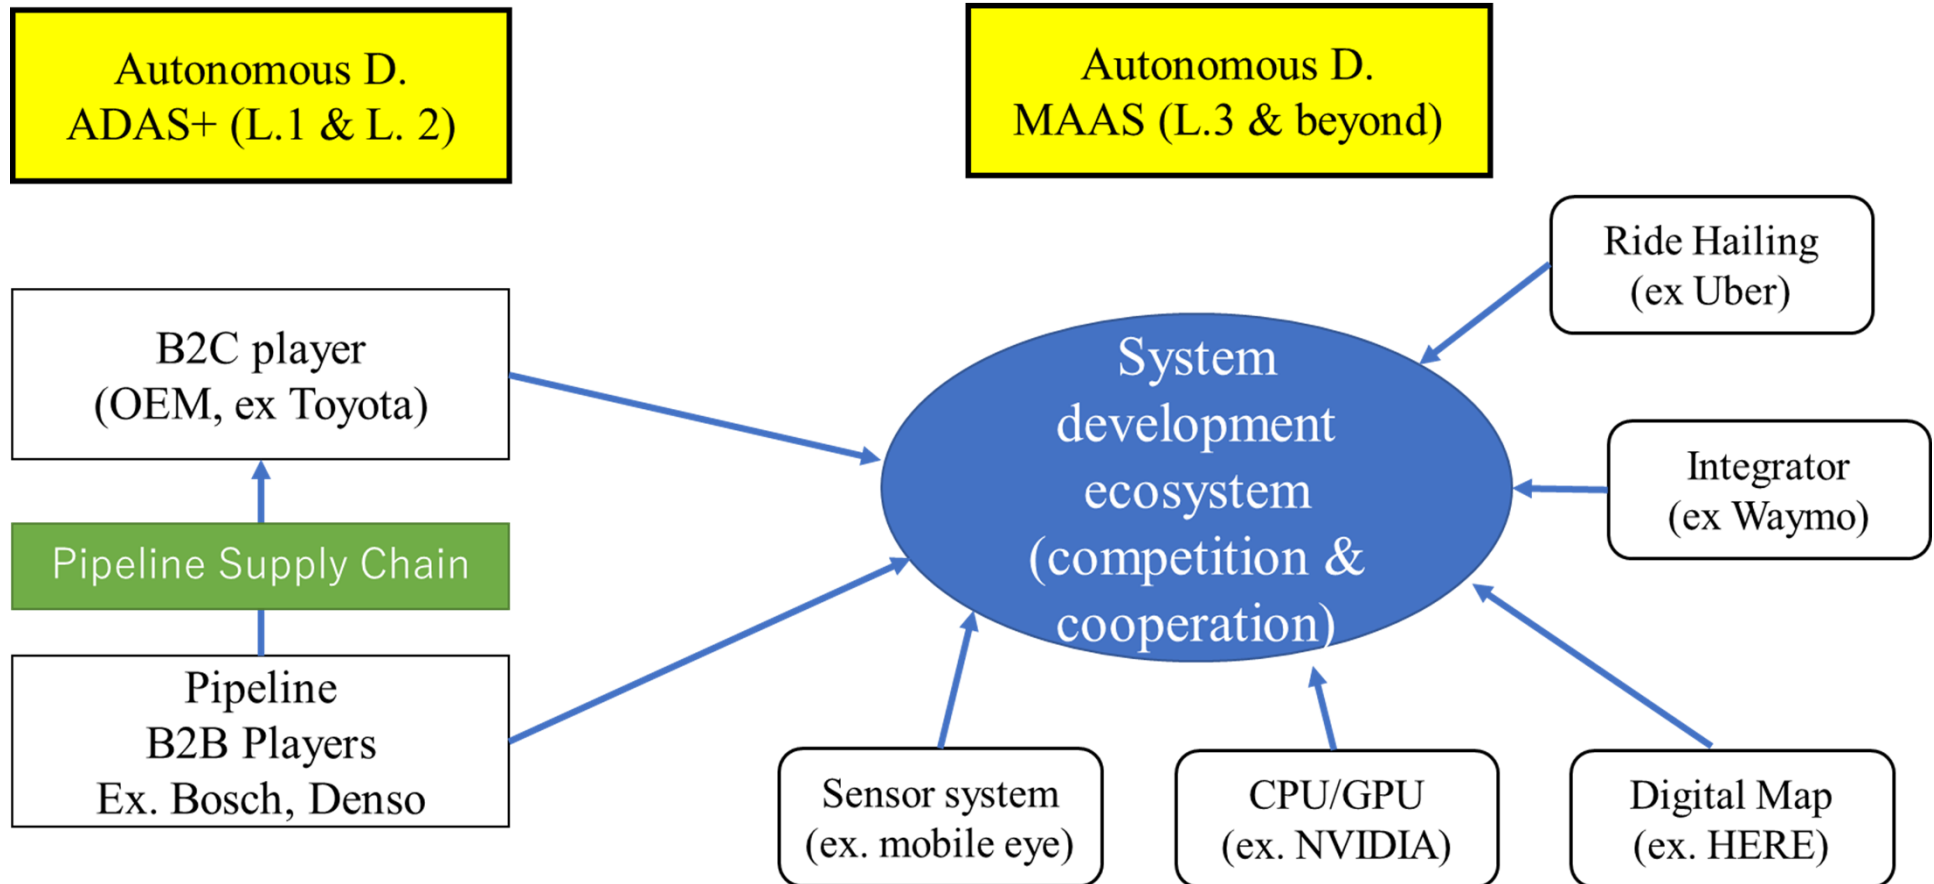 Autonomous D.
ADAS+ (L.1 & L. 2)
Autonomous D.
MAAS (L.3 & beyond)
Ride Hailing
(ex Uber)
B2C player
(OEM, ex Toyota)
System
development
ecosystem
(competition &
cooperation)
Integrator
(ex Waymo)
Pipeline Supply Chain
Pipeline
B2B Players
Ex. Bosch, Denso
Sensor system
(ex. mobile eye)
CPU/GPU
(ex. NVIDIA)
Digital Map
(ex. HERE)